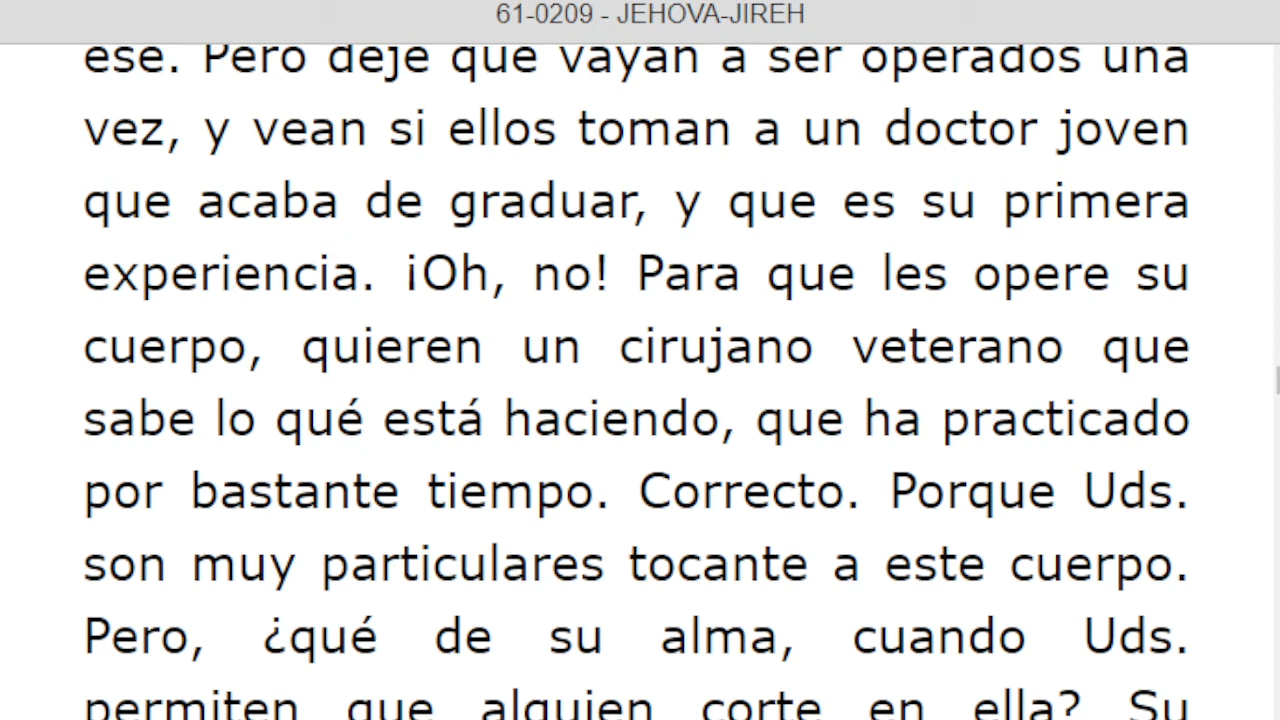 61-0209 - JEHOVA-JIREH
ese. Pero deje que vayan a ser operados una
vez, y vean si ellos toman a un doctor joven
que acaba de graduar, y que es su primera
experiencia. ¡Oh, no! Para que les opere su
cuerpo, quieren un cirujano veterano que
sabe lo qué está haciendo, que ha practicado
por bastante tiempo. Correcto. Porque Uds.
son muy particulares tocante a este cuerpo.
Pero, ¿qué de su alma, cuando Uds.
permiten que alguien corte en ella? Su